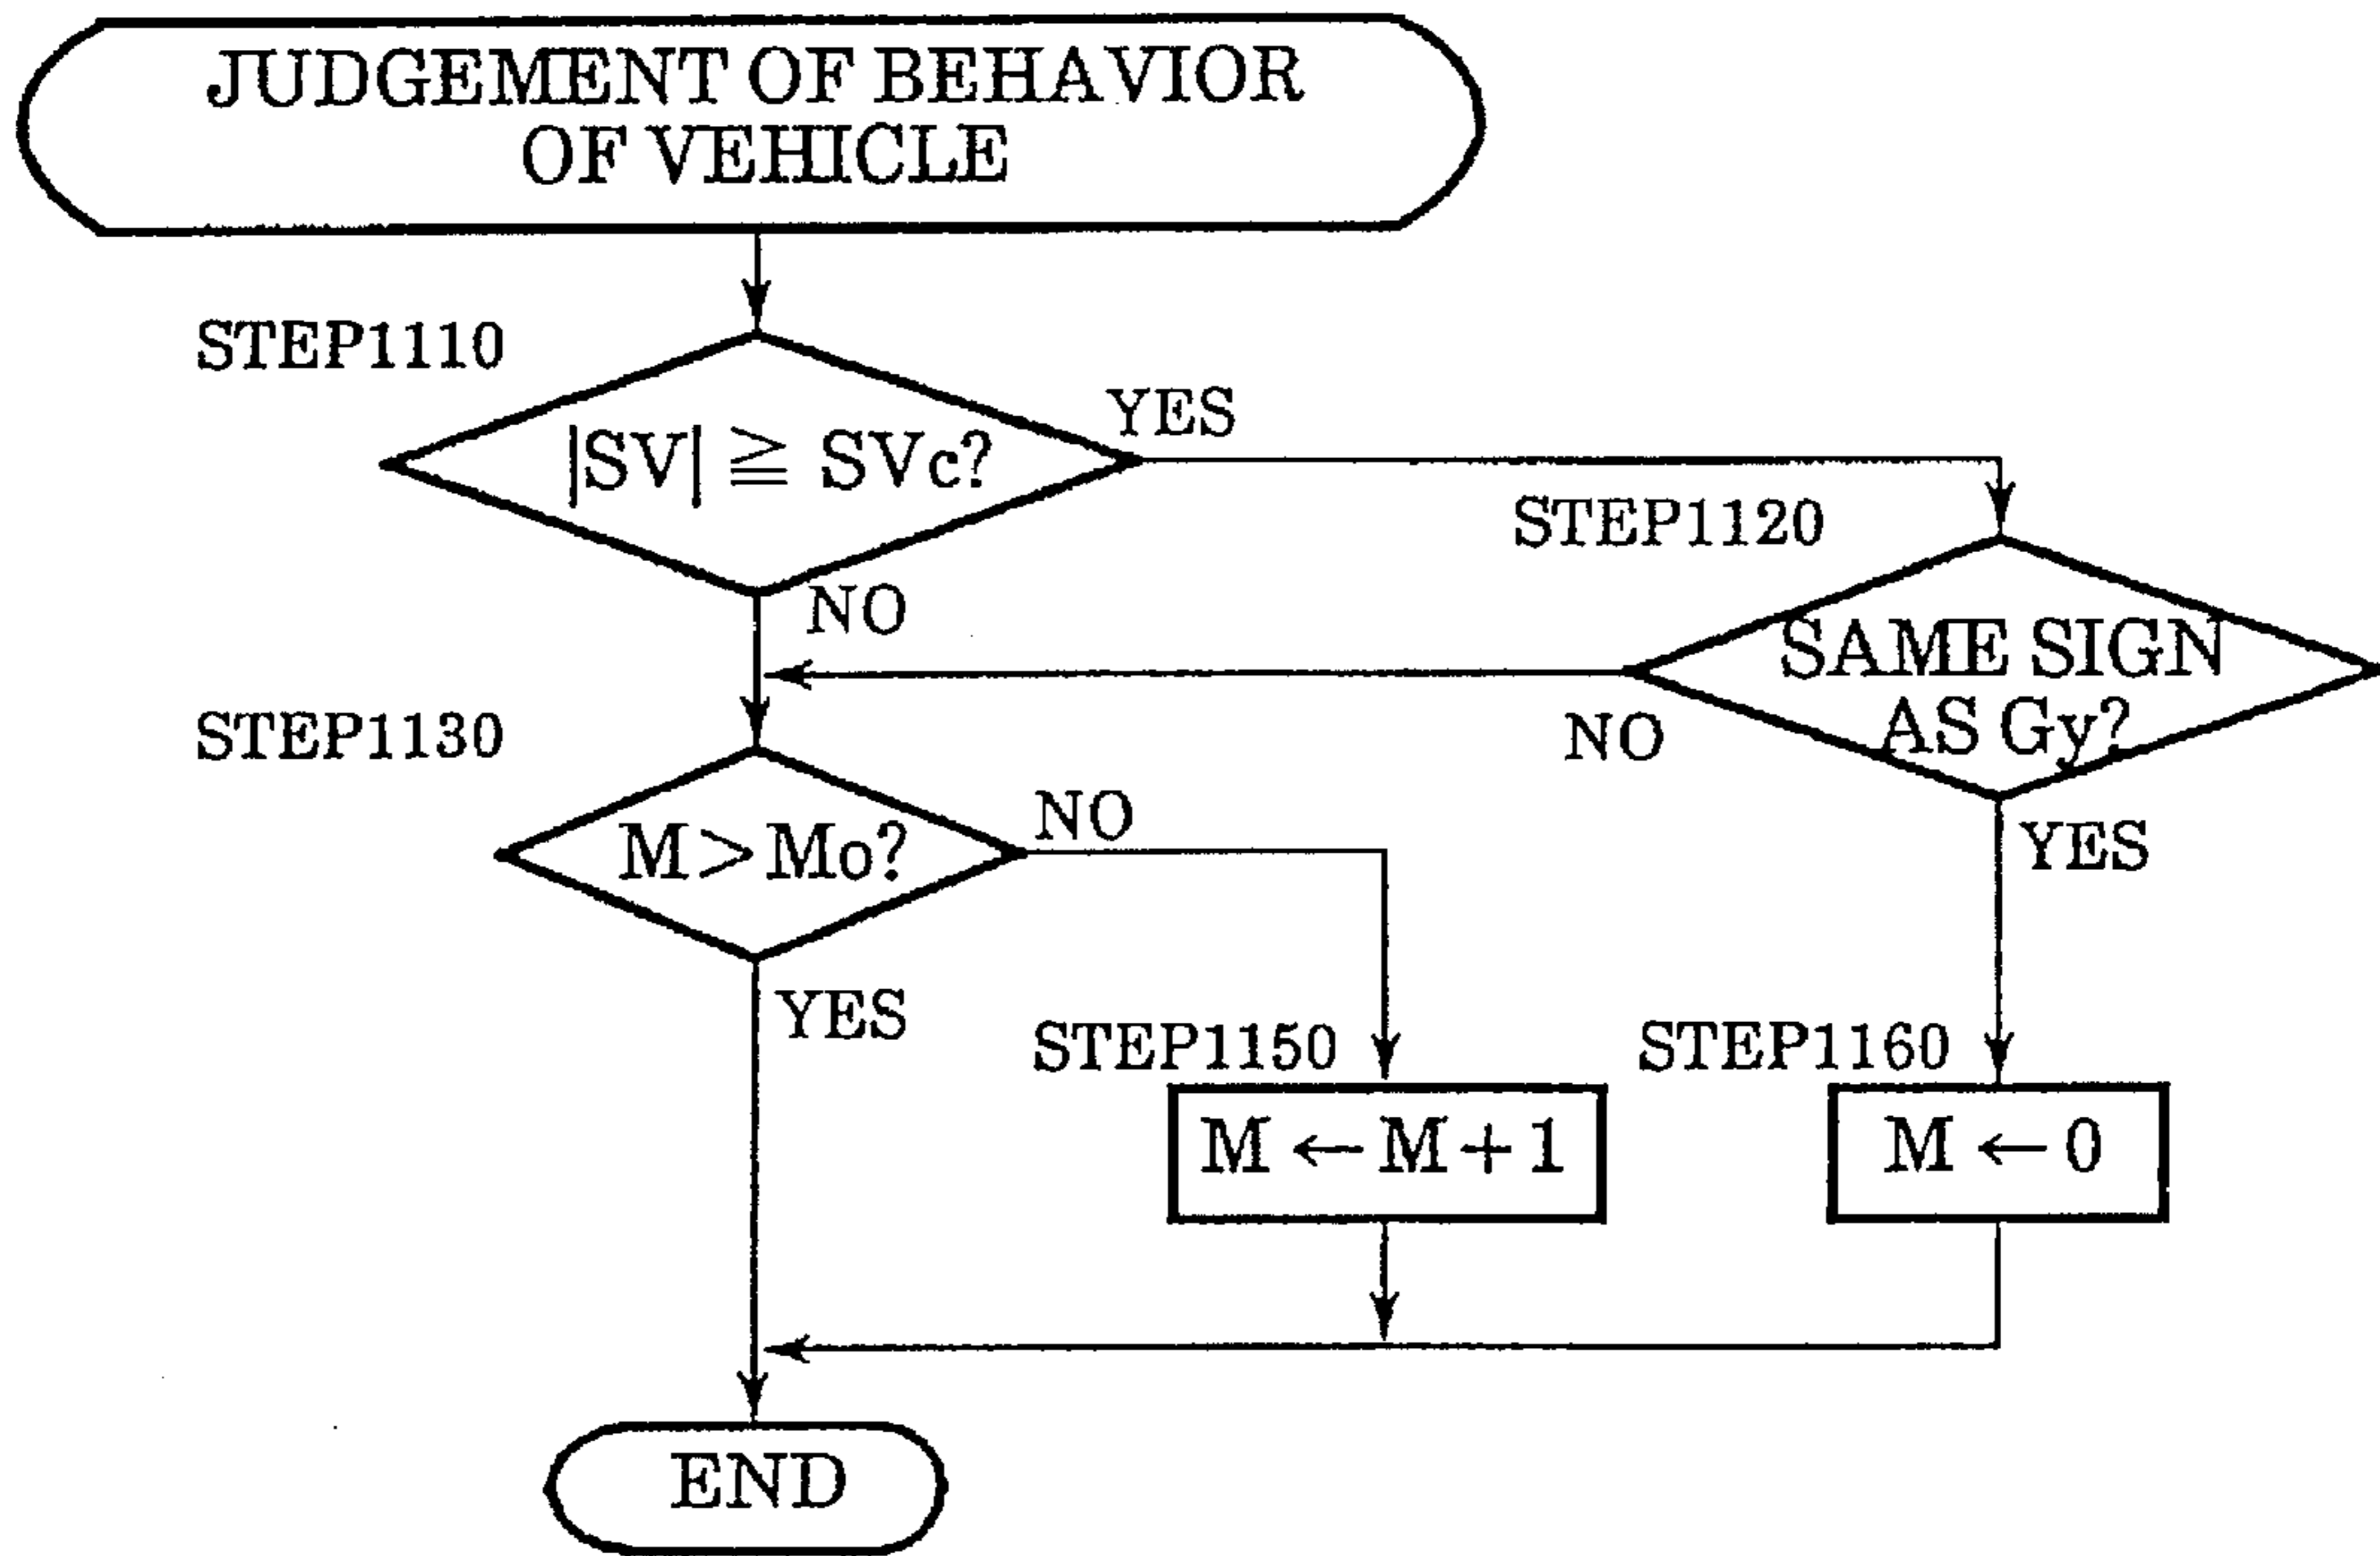 JUDGEMENT OF BEHAVIOR
OF VEHICLE
STEP1110
|SV| ≧ SVc?
YES
NO
STEP1120
SAME SIGN
AS Gy?
NO
YES
STEP1130
M>Mo?
NO
YES
STEP1150
M←M+1
STEP1160
M←0
END